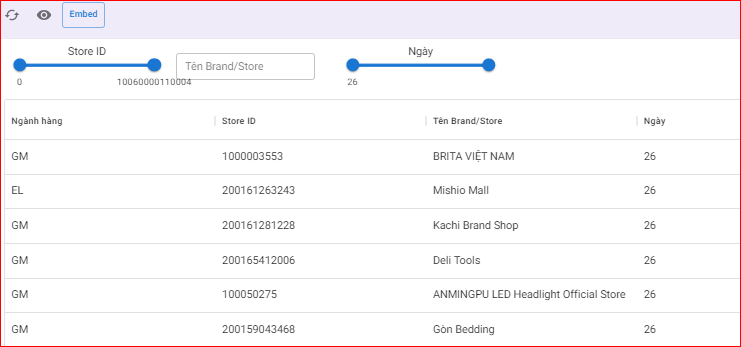 Embed
Store ID
Ngày
Tên Brand/Store
0
10060000110004
26
Ngành hàng
Store ID
Tên Brand/Store
Ngày
GM
1000003553
BRITA VIỆT NAM
26
EL
200161263243
Mishio Mall
26
GM
200161281228
Kachi Brand Shop
26
GM
200165412006
Deli Tools
26
GM
100050275
ANMINGPU LED Headlight Official Store
26
GM
200159043468
Gòn Bedding
26